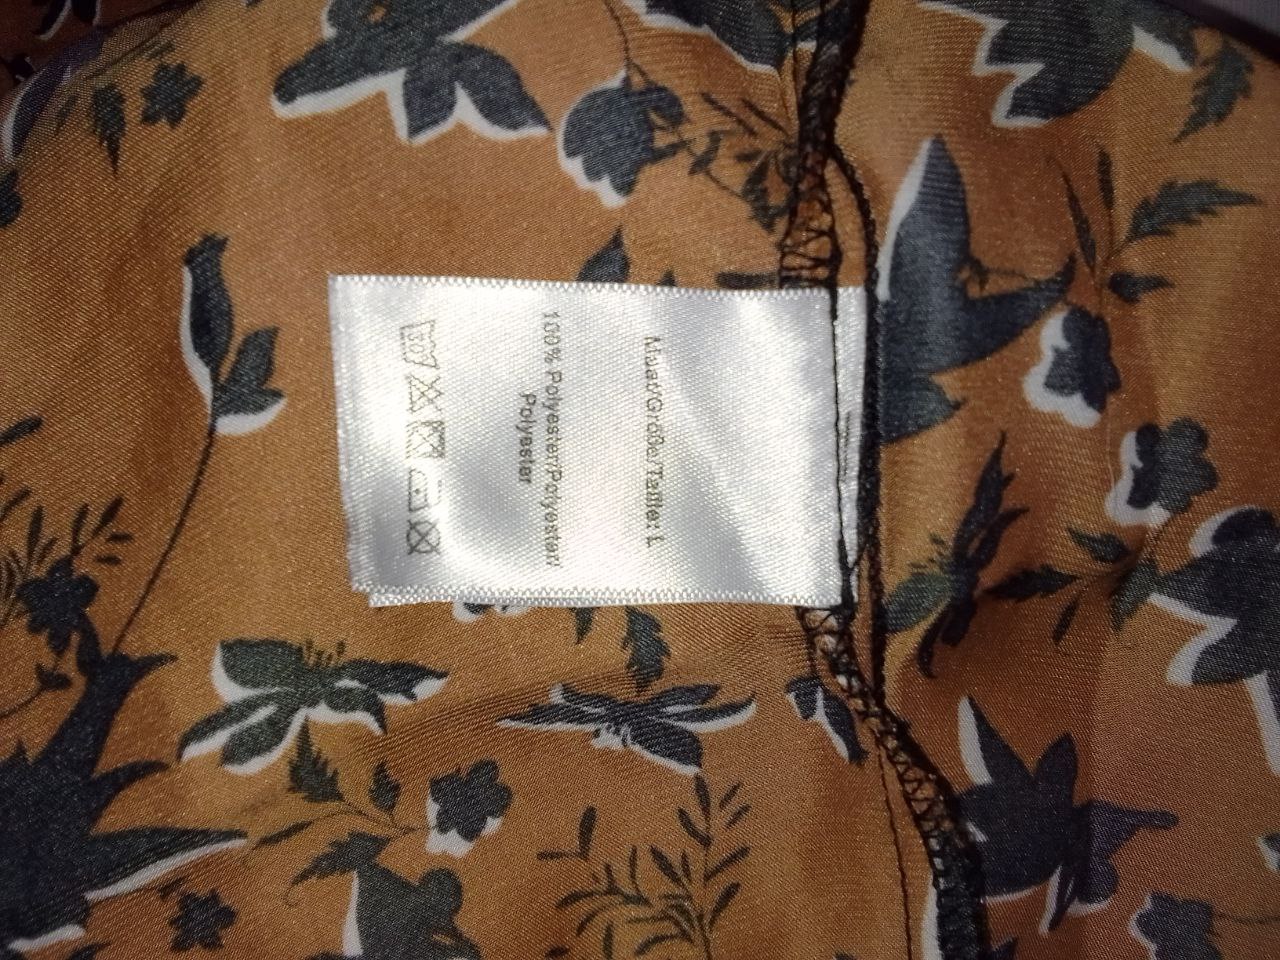 Maat/Größe/Taille: L
100% Polyester/Polyester/
Polyester